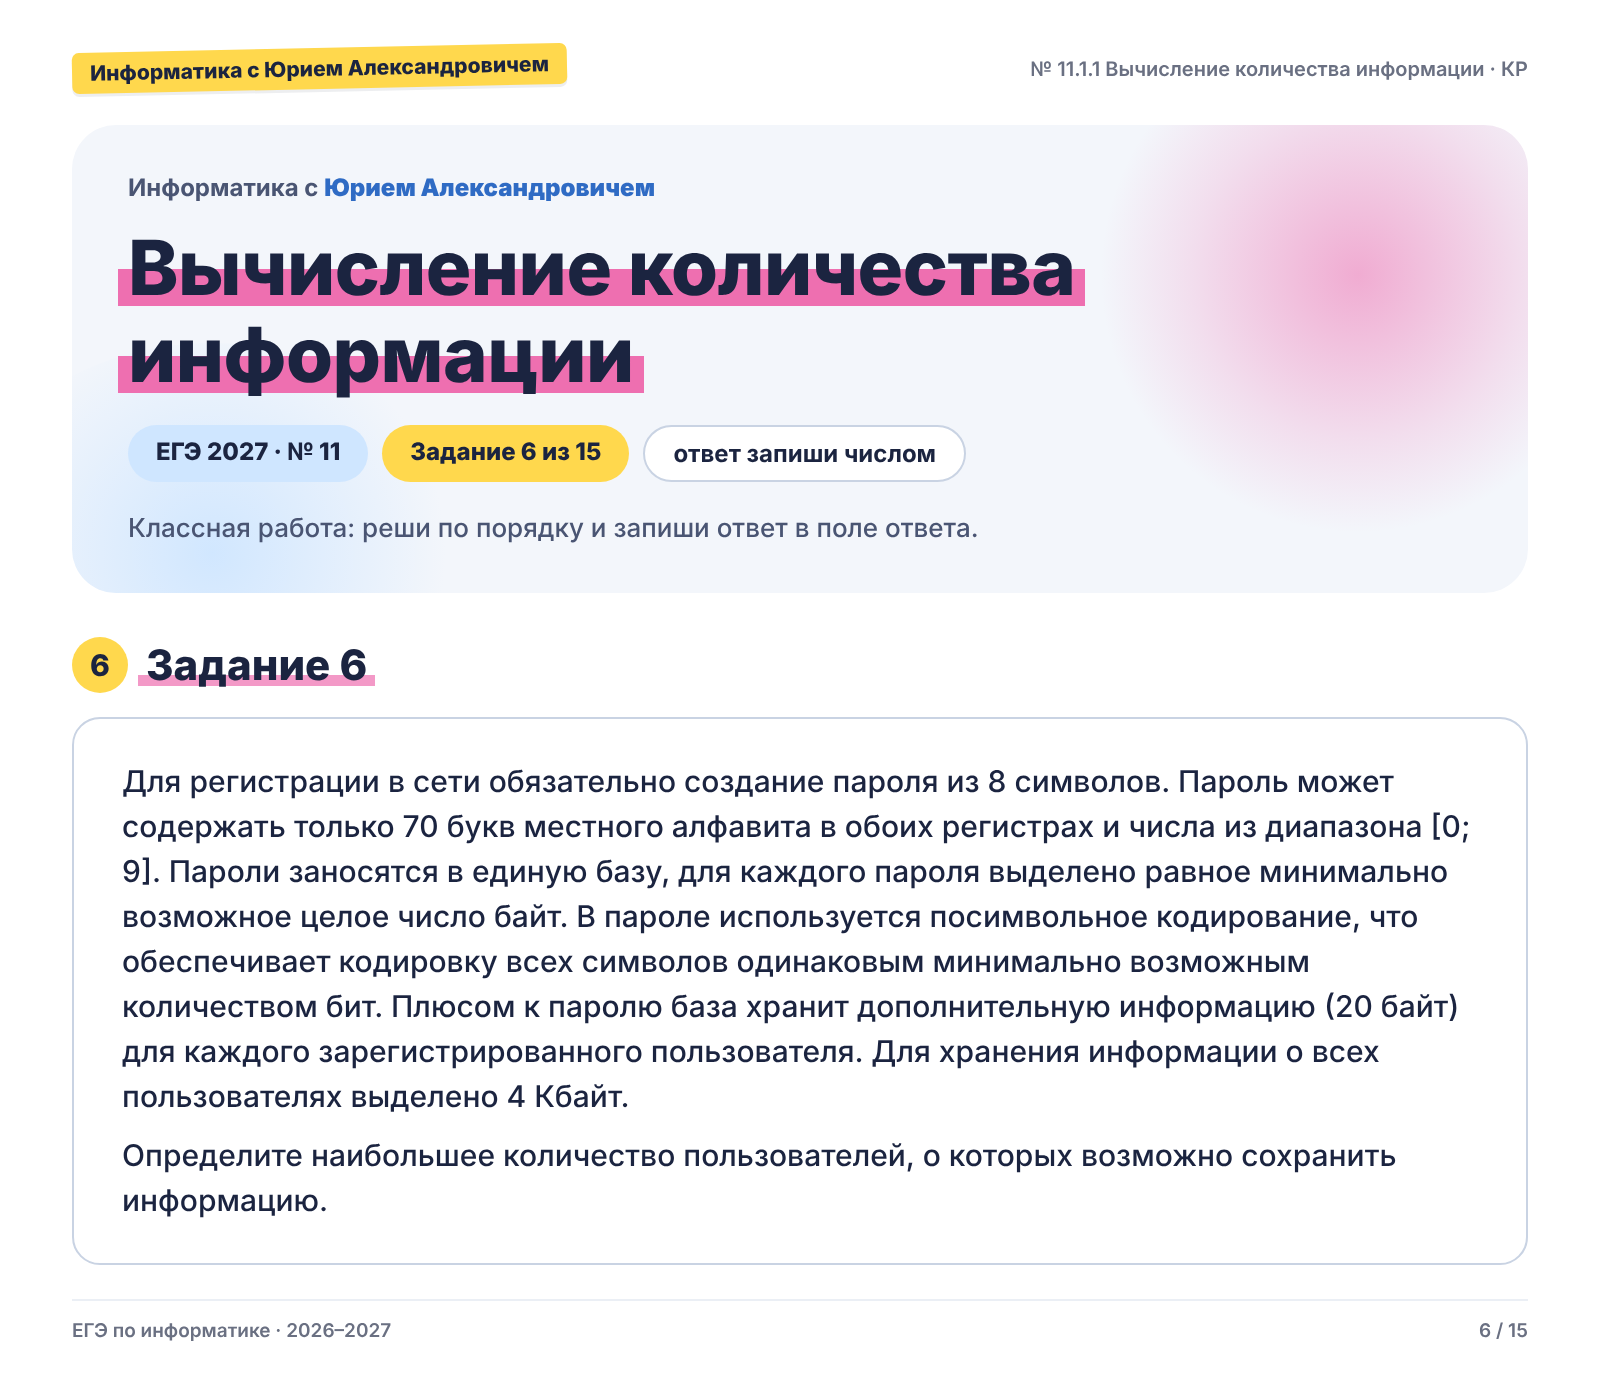 Информатика с Юрием Александровичем
№ 11.1.1 Вычисление количества информации · КР
Информатика с Юрием Александровичем
Вычисление количества
информации
ЕГЭ 2027 · № 11
Задание 6 из 15
ответ запиши числом
Классная работа: реши по порядку и запиши ответ в поле ответа.
6
Задание 6
Для регистрации в сети обязательно создание пароля из 8 символов. Пароль может
содержать только 70 букв местного алфавита в обоих регистрах и числа из диапазона [0;
9]. Пароли заносятся в единую базу, для каждого пароля выделено равное минимально
возможное целое число байт. В пароле используется посимвольное кодирование, что
обеспечивает кодировку всех символов одинаковым минимально возможным
количеством бит. Плюсом к паролю база хранит дополнительную информацию (20 байт)
для каждого зарегистрированного пользователя. Для хранения информации о всех
пользователях выделено 4 Кбайт.
Определите наибольшее количество пользователей, о которых возможно сохранить
информацию.
ЕГЭ по информатике · 2026–2027
6 / 15